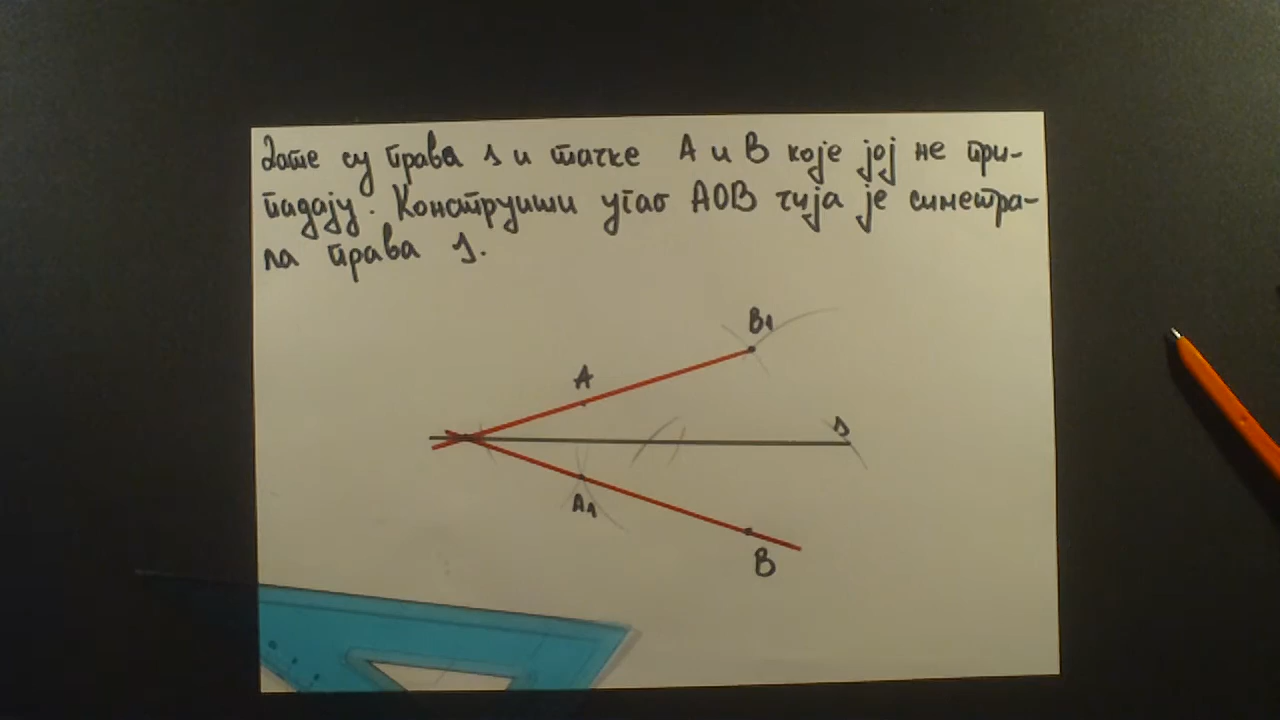 Дате су права s и тачке A и B које јој не при-
падају. Конструиши угао AOB чија је симетра-
ла права s.
B1
A
s
A1
B